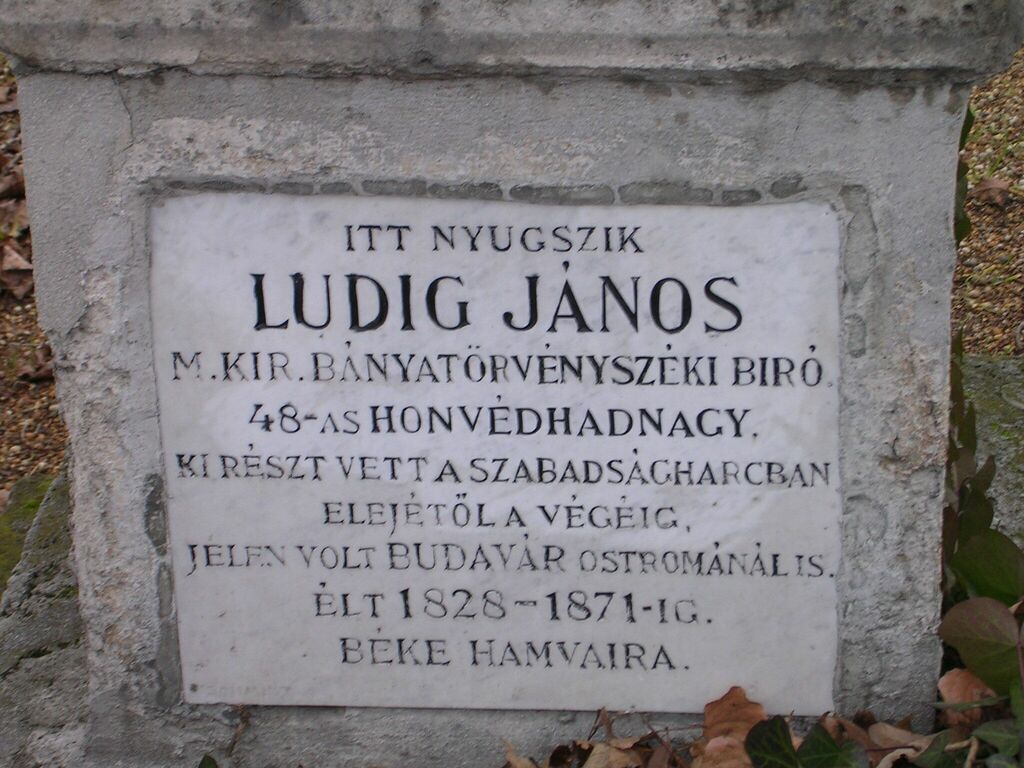 ITT NYUGSZIK
LUDIG JÁNOS
M. KIR. BÁNYATÖRVÉNYSZÉKI BIRÓ.
48-AS HONVÉDHADNAGY.
KI RÉSZT VETT A SZABADSÁGHARCBAN
ELEJÉTŐL A VÉGÉIG,
JELEN VOLT BUDAVÁR OSTROMÁNÁL IS.
ÉLT 1828-1871-IG.
BÉKE HAMVAIRA.